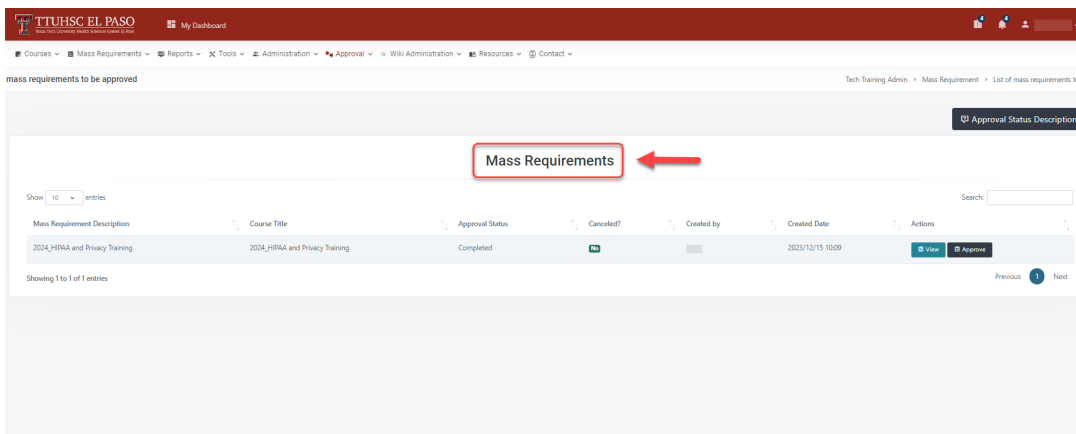 TTUHSC EL PASO
Texas Tech University Health Sciences Center El Paso
My Dashboard
4
4
Courses Mass Requirements Reports Tools Administration Approval Wiki Administration Resources Contact
mass requirements to be approved
Tech Training Admin > Mass Requirement > List of mass requirements t
Approval Status Description
Mass Requirements
Show 10 entries
Search:
Mass Requirement Description Course Title Approval Status Canceled? Created by Created Date Actions
2024_HIPAA and Privacy Training 2024_HIPAA and Privacy Training Completed No 2023/12/15 10:09 View Approve
Showing 1 to 1 of 1 entries
Previous 1 Next